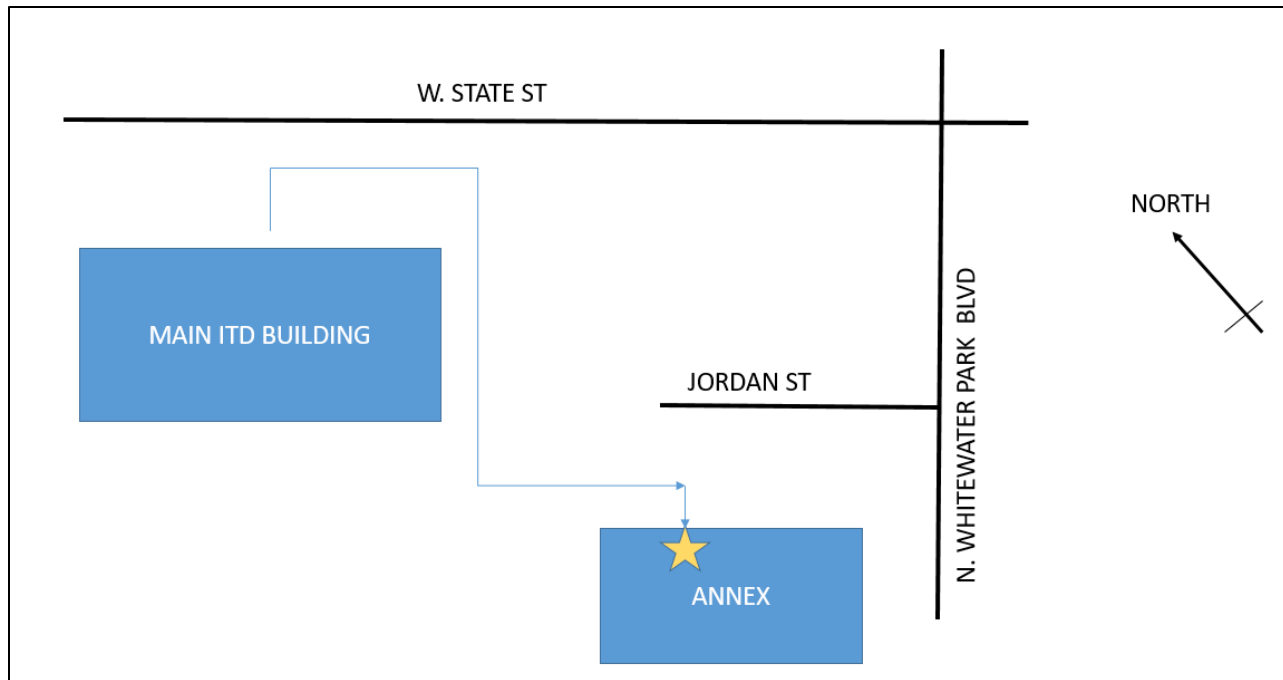 W. STATE ST
NORTH
MAIN ITD BUILDING
JORDAN ST
N. WHITEWATER PARK  BLVD
ANNEX